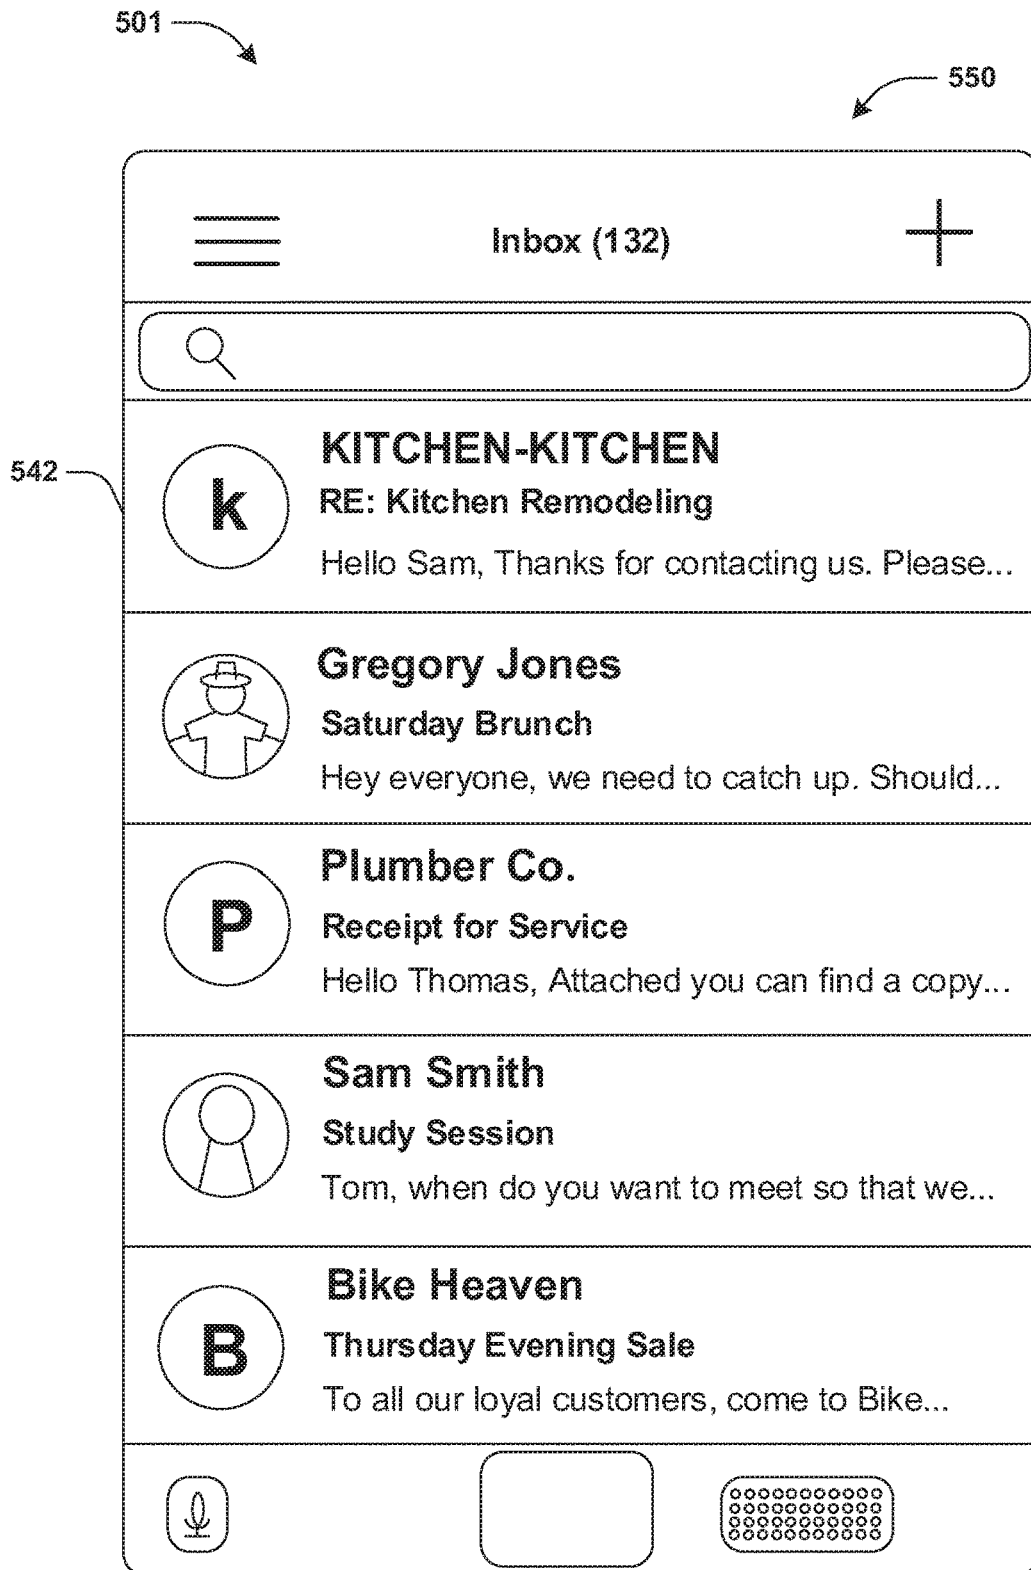 501
550
Inbox (132)
542
k
KITCHEN-KITCHEN
RE: Kitchen Remodeling
Hello Sam, Thanks for contacting us. Please...
Gregory Jones
Saturday Brunch
Hey everyone, we need to catch up. Should...
P
Plumber Co.
Receipt for Service
Hello Thomas, Attached you can find a copy...
Sam Smith
Study Session
Tom, when do you want to meet so that we...
B
Bike Heaven
Thursday Evening Sale
To all our loyal customers, come to Bike...